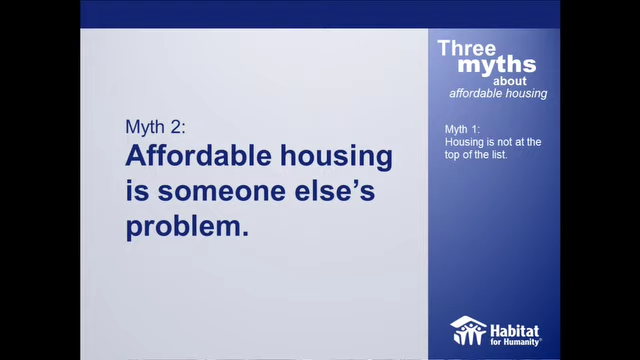 Myth 2:
Affordable housing
is someone else’s
problem.
Three
myths
about
affordable housing
Myth 1:
Housing is not at the
top of the list.
Habitat
for Humanity®